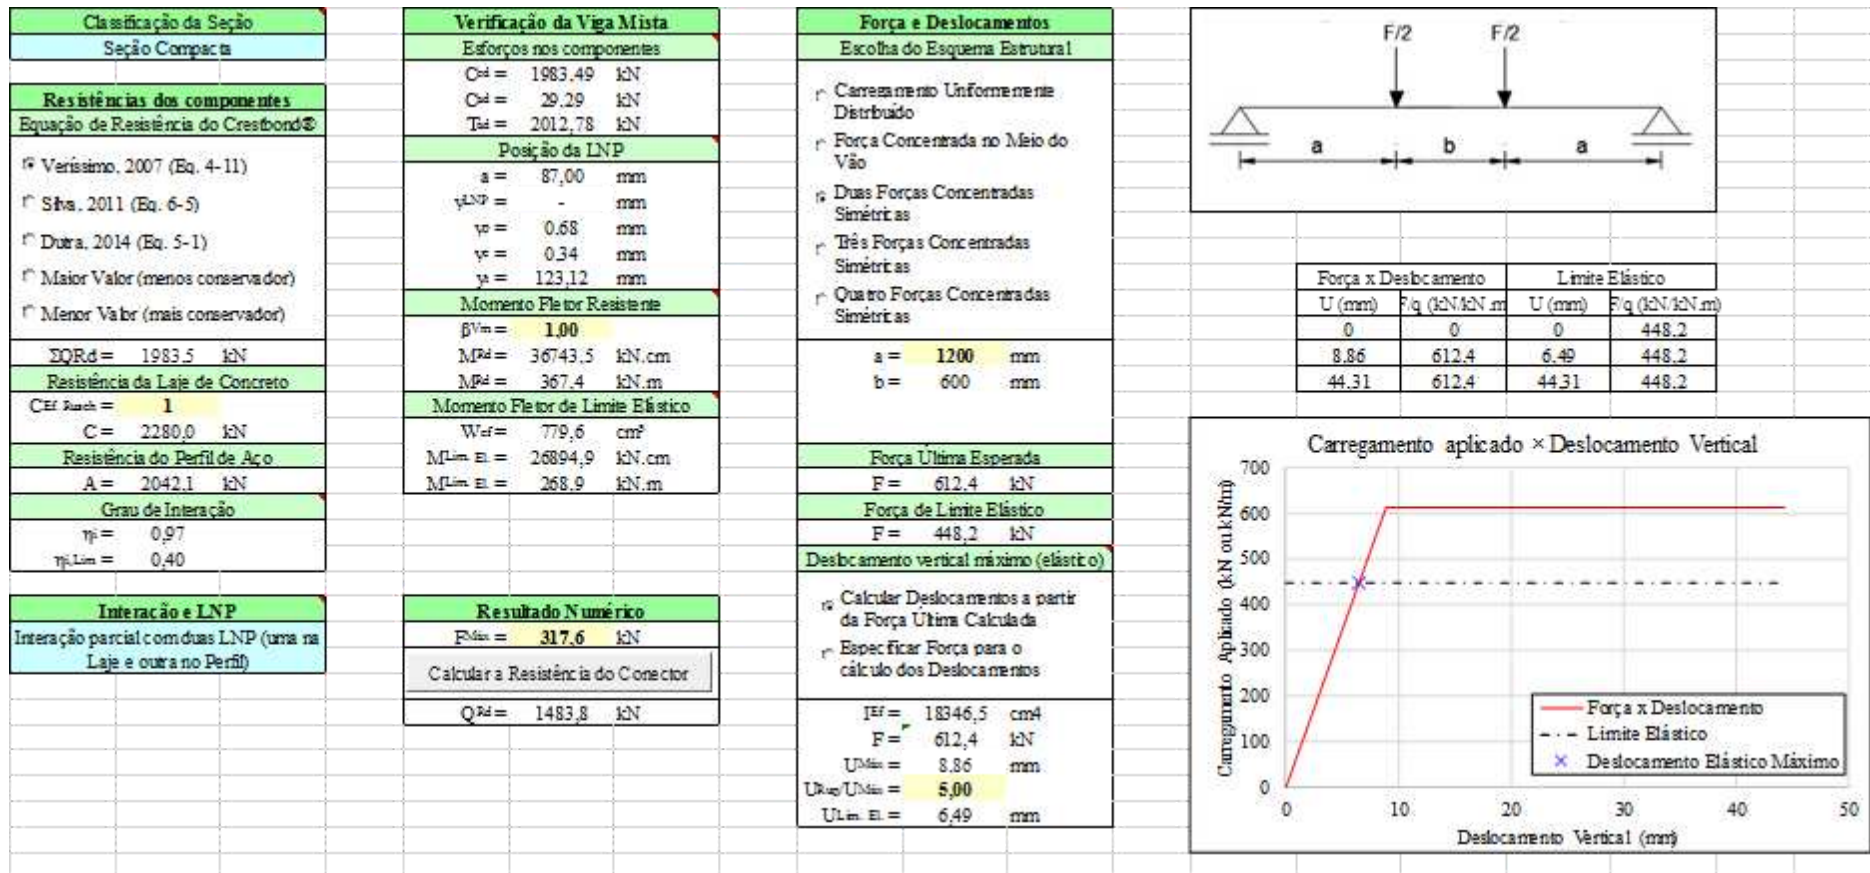 Classificação da Seção
Seção Compacta
Resistências dos componentes
Equação de Resistência do Crestbond®
Veríssimo, 2007 (Eq. 4-11)
Silva, 2011 (Eq. 6-5)
Dutra, 2014 (Eq. 5-1)
Maior Valor (menos conservador)
Menor Valor (mais conservador)
ΣQRd = 1983,5 kN
Resistência da Laje de Concreto
CEf. Rusch = 1
C = 2280,0 kN
Resistência do Perfil de Aço
A = 2042,1 kN
Grau de Interação
ηi = 0,97
ηi,Lim = 0,40
Interação e LNP
Interação parcial com duas LNP (uma na
Laje e outra no Perfil)
Verificação da Viga Mista
Esforços nos componentes
Ccd = 1983,49 kN
Cad = 29,29 kN
Tad = 2012,78 kN
Posição da LNP
a = 87,00 mm
yLNP = - mm
yp = 0,68 mm
yc = 0,34 mm
yt = 123,12 mm
Momento Fletor Resistente
βVm = 1,00
MRd = 36743,5 kN.cm
MRd = 367,4 kN.m
Momento Fletor de Limite Elástico
Wef = 779,6 cm³
MLim. El. = 26894,9 kN.cm
MLim. El. = 268,9 kN.m
Resultado Numérico
FMáx = 317,6 kN
Calcular a Resistência do Conector
QRd = 1483,8 kN
Força e Deslocamentos
Escolha do Esquema Estrutural
Carregamento Uniformemente
Distribuído
Força Concentrada no Meio do
Vão
Duas Forças Concentradas
Simétricas
Três Forças Concentradas
Simétricas
Quatro Forças Concentradas
Simétricas
a = 1200 mm
b = 600 mm
Força Última Esperada
F = 612,4 kN
Força de Limite Elástico
F = 448,2 kN
Deslocamento vertical máximo (elástico)
Calcular Deslocamentos a partir
da Força Última Calculada
Especificar Força para o
cálculo dos Deslocamentos
IEf = 18346,5 cm4
F = 612,4 kN
UMáx = 8,86 mm
URup/UMáx = 5,00
ULim. El. = 6,49 mm
F/2 F/2
a b a
Força x Deslocamento Limite Elástico
U (mm) F/q (kN/kN.m U (mm) F/q (kN/kN.m)
0 0 0 448,2
8,86 612,4 6,49 448,2
44,31 612,4 44,31 448,2
Carregamento aplicado × Deslocamento Vertical
Carregamento Aplicado (kN ou kN/m)
700
600
500
400
300
200
100
0
0 10 20 30 40 50
Força x Deslocamento
Limite Elástico
Deslocamento Elástico Máximo
Deslocamento Vertical (mm)